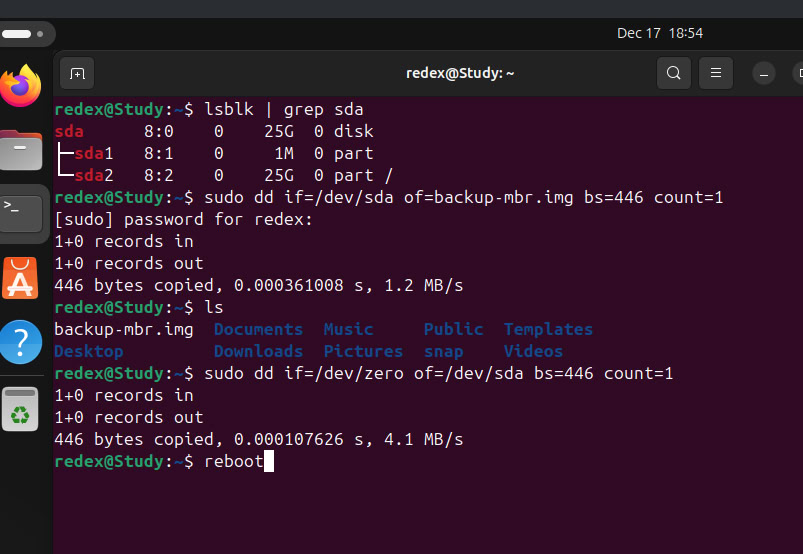 Dec 17 18:54
redex@Study: ~
redex@Study:~$ lsblk | grep sda
sda      8:0    0    25G  0 disk
├─sda1   8:1    0     1M  0 part
└─sda2   8:2    0    25G  0 part /
redex@Study:~$ sudo dd if=/dev/sda of=backup-mbr.img bs=446 count=1
[sudo] password for redex:
1+0 records in
1+0 records out
446 bytes copied, 0.000361008 s, 1.2 MB/s
redex@Study:~$ ls
backup-mbr.img  Documents  Music     Public  Templates
Desktop         Downloads  Pictures  snap    Videos
redex@Study:~$ sudo dd if=/dev/zero of=/dev/sda bs=446 count=1
1+0 records in
1+0 records out
446 bytes copied, 0.000107626 s, 4.1 MB/s
redex@Study:~$ reboot